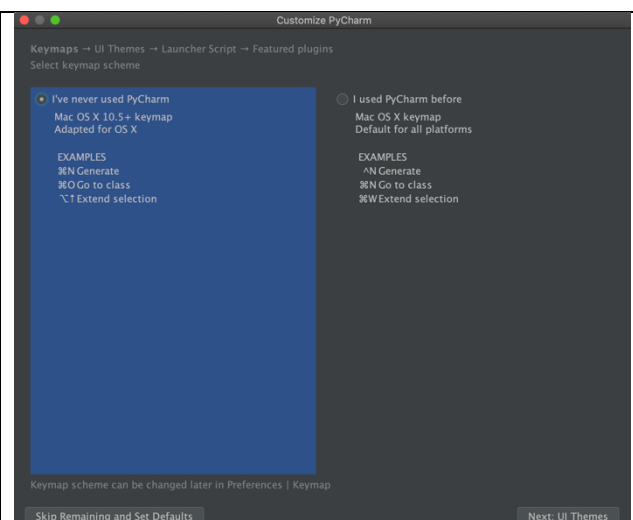 Customize PyCharm
Keymaps → UI Themes → Launcher Script → Featured plugins
Select keymap scheme
I've never used PyCharm
Mac OS X 10.5+ keymap
Adapted for OS X
EXAMPLES
⌘N Generate
⌘O Go to class
⌥↑ Extend selection
I used PyCharm before
Mac OS X keymap
Default for all platforms
EXAMPLES
^N Generate
⌘N Go to class
⌘W Extend selection
Keymap scheme can be changed later in Preferences | Keymap
Skip Remaining and Set Defaults
Next: UI Themes